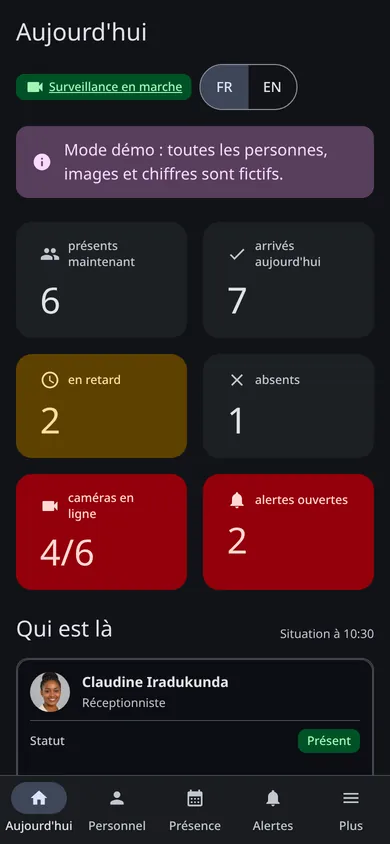 Aujourd'hui
Surveillance en marche
FR
EN
Mode démo : toutes les personnes,
images et chiffres sont fictifs.
présents
maintenant
6
arrivés
aujourd'hui
7
en retard
2
absents
1
caméras en
ligne
4/6
alertes ouvertes
2
Qui est là
Situation à 10:30
Claudine Iradukunda
Réceptionniste
Statut
Présent
Aujourd'hui
Personnel
Présence
Alertes
Plus